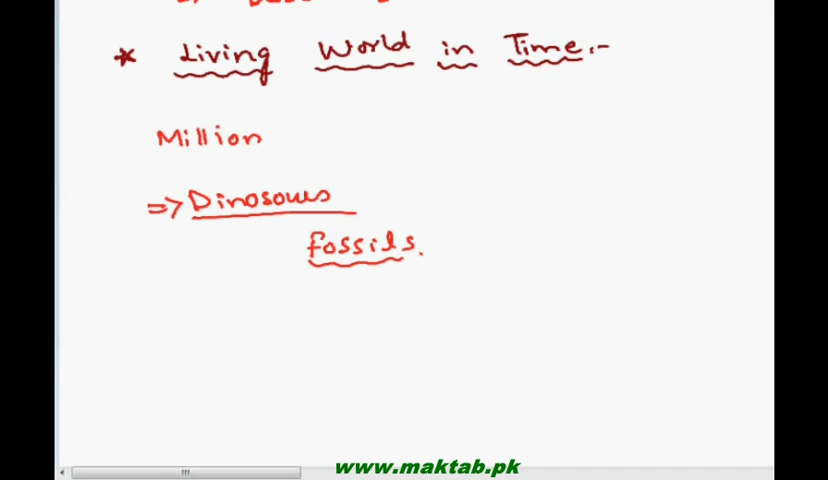 * Living World in Time :-
Million
=> Dinosours
fossils.
www.maktab.pk